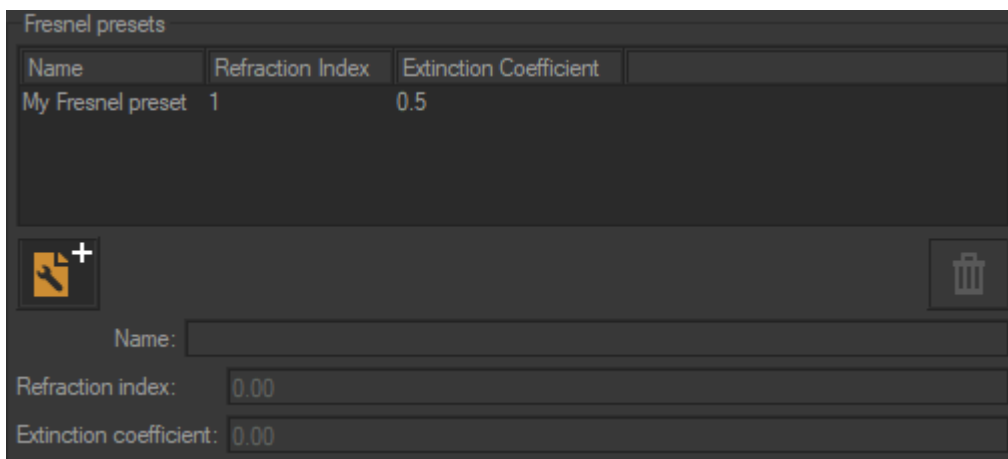 Fresnel presets
Name Refraction Index Extinction Coefficient
My Fresnel preset 1 0.5
Name:
Refraction index: 0.00
Extinction coefficient: 0.00